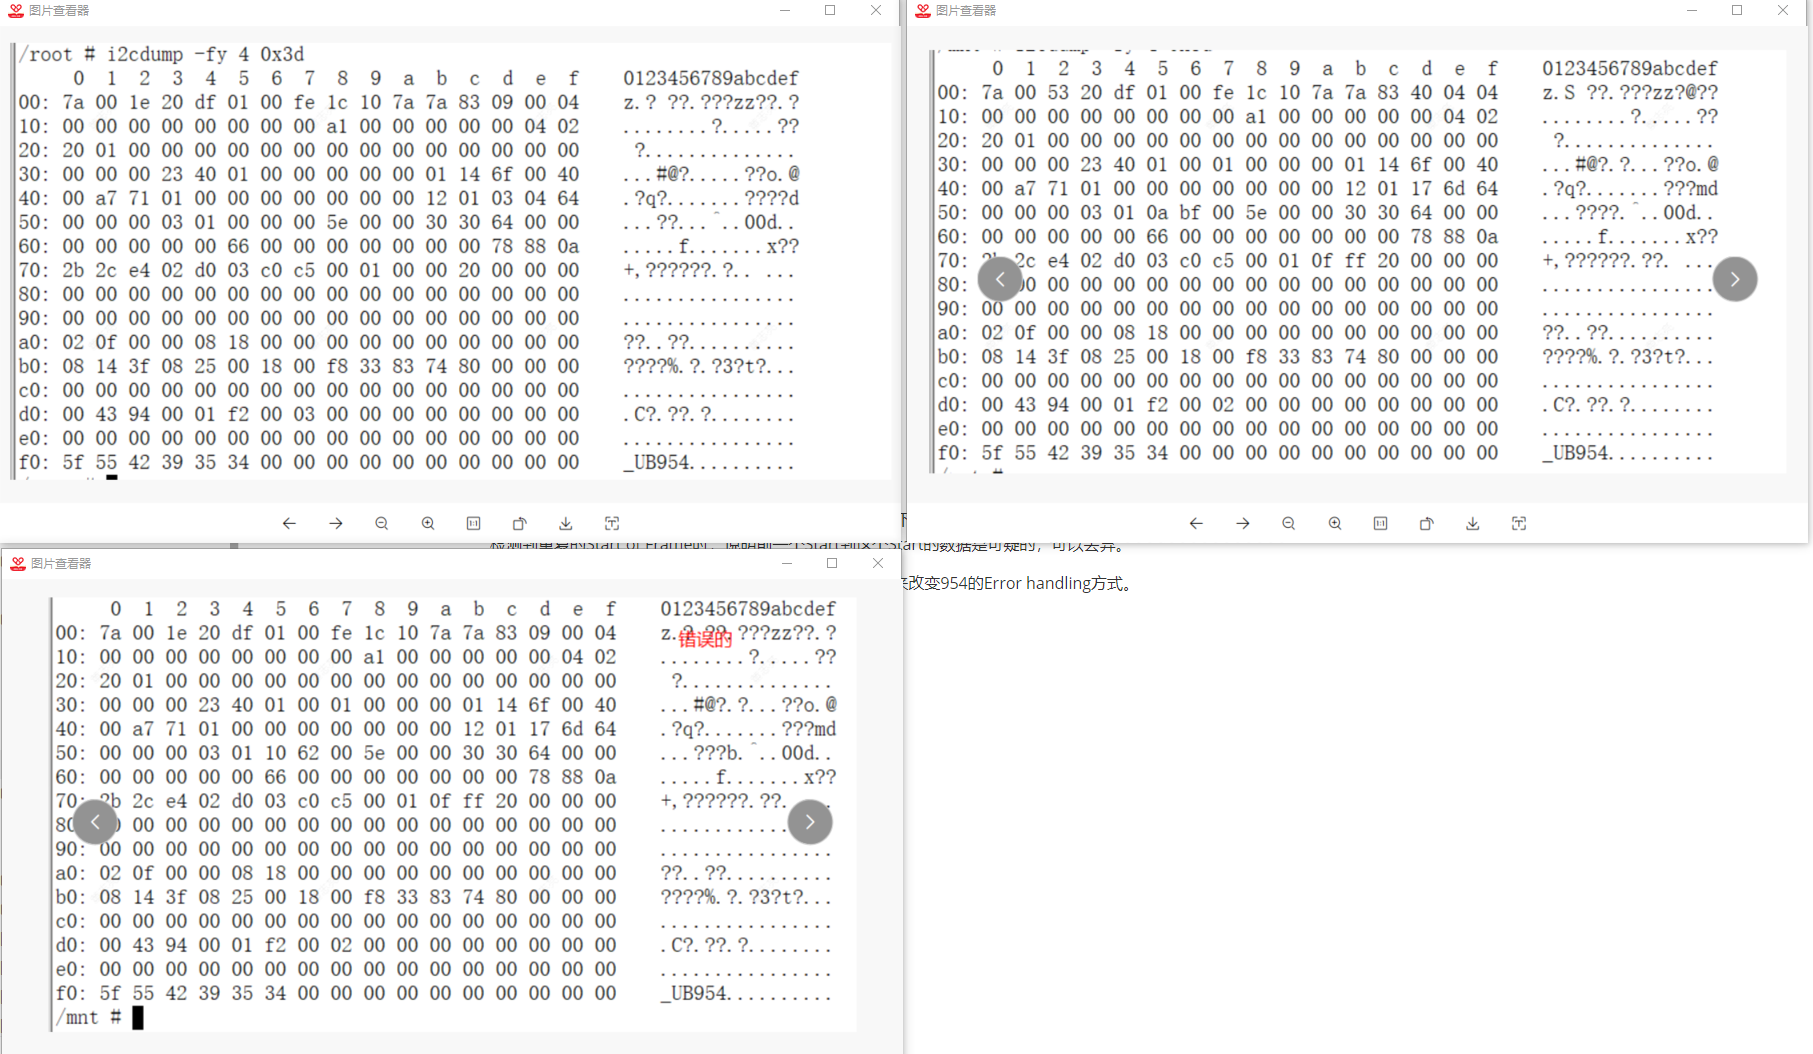 图片查看器
/root # i2cdump -fy 4 0x3d
0 1 2 3 4 5 6 7 8 9 a b c d e f 0123456789abcdef
00: 7a 00 1e 20 df 01 00 fe 1c 10 7a 7a 83 09 00 04 z.? ??.???zz??.?
10: 00 00 00 00 00 00 00 00 a1 00 00 00 00 00 04 02 ........?.....??
20: 20 01 00 00 00 00 00 00 00 00 00 00 00 00 00 00 ?..............
30: 00 00 00 23 40 01 00 00 00 00 00 01 14 6f 00 40 ...#@?.....??o.@
40: 00 a7 71 01 00 00 00 00 00 00 00 12 01 03 04 64 .?q?.......????d
50: 00 00 00 03 01 00 00 00 5e 00 00 30 30 64 00 00 ...??...^..00d..
60: 00 00 00 00 00 66 00 00 00 00 00 00 00 78 88 0a .....f.......x??
70: 2b 2c e4 02 d0 03 c0 c5 00 01 00 00 20 00 00 00 +,??????.?.. ...
80: 00 00 00 00 00 00 00 00 00 00 00 00 00 00 00 00 ................
90: 00 00 00 00 00 00 00 00 00 00 00 00 00 00 00 00 ................
a0: 02 0f 00 00 08 18 00 00 00 00 00 00 00 00 00 00 ??..??..........
b0: 08 14 3f 08 25 00 18 00 f8 33 83 74 80 00 00 00 ????%.?.?3?t?...
c0: 00 00 00 00 00 00 00 00 00 00 00 00 00 00 00 00 ................
d0: 00 43 94 00 01 f2 00 03 00 00 00 00 00 00 00 00 .C?.??.?........
e0: 00 00 00 00 00 00 00 00 00 00 00 00 00 00 00 00 ................
f0: 5f 55 42 39 35 34 00 00 00 00 00 00 00 00 00 00 _UB954..........
图片查看器
0 1 2 3 4 5 6 7 8 9 a b c d e f 0123456789abcdef
00: 7a 00 53 20 df 01 00 fe 1c 10 7a 7a 83 40 04 04 z.S ??.???zz?@??
10: 00 00 00 00 00 00 00 00 a1 00 00 00 00 00 04 02 ........?.....??
20: 20 01 00 00 00 00 00 00 00 00 00 00 00 00 00 00 ?..............
30: 00 00 00 23 40 01 00 01 00 00 00 01 14 6f 00 40 ...#@?.?...??o.@
40: 00 a7 71 01 00 00 00 00 00 00 00 12 01 17 6d 64 .?q?.......???md
50: 00 00 00 03 01 0a bf 00 5e 00 00 30 30 64 00 00 ...????.^..00d..
60: 00 00 00 00 00 66 00 00 00 00 00 00 00 78 88 0a .....f.......x??
70: 2c e4 02 d0 03 c0 c5 00 01 0f ff 20 00 00 00 +,??????.??. ...
80: 00 00 00 00 00 00 00 00 00 00 00 00 00 00 00 ................
90: 00 00 00 00 00 00 00 00 00 00 00 00 00 00 00 00 ................
a0: 02 0f 00 00 08 18 00 00 00 00 00 00 00 00 00 00 ??..??..........
b0: 08 14 3f 08 25 00 18 00 f8 33 83 74 80 00 00 00 ????%.?.?3?t?...
c0: 00 00 00 00 00 00 00 00 00 00 00 00 00 00 00 00 ................
d0: 00 43 94 00 01 f2 00 02 00 00 00 00 00 00 00 00 .C?.??.?........
e0: 00 00 00 00 00 00 00 00 00 00 00 00 00 00 00 00 ................
f0: 5f 55 42 39 35 34 00 00 00 00 00 00 00 00 00 00 _UB954..........
的数据是可疑的，可以丢弃。
改变954的Error handling方式。
图片查看器
0 1 2 3 4 5 6 7 8 9 a b c d e f 0123456789abcdef
00: 7a 00 1e 20 df 01 00 fe 1c 10 7a 7a 83 09 00 04 z.? ??.???zz??.?
错误的
10: 00 00 00 00 00 00 00 00 a1 00 00 00 00 00 04 02 ........?.....??
20: 20 01 00 00 00 00 00 00 00 00 00 00 00 00 00 00 ?..............
30: 00 00 00 23 40 01 00 01 00 00 00 01 14 6f 00 40 ...#@?.?...??o.@
40: 00 a7 71 01 00 00 00 00 00 00 00 12 01 17 6d 64 .?q?.......???md
50: 00 00 00 03 01 10 62 00 5e 00 00 30 30 64 00 00 ...???b.^..00d..
60: 00 00 00 00 00 66 00 00 00 00 00 00 00 78 88 0a .....f.......x??
70: 2b 2c e4 02 d0 03 c0 c5 00 01 0f ff 20 00 00 00 +,??????.??. .
00 00 00 00 00 00 00 00 00 00 00 00 00 00 00 ................
90: 00 00 00 00 00 00 00 00 00 00 00 00 00 00 00 00 ................
a0: 02 0f 00 00 08 18 00 00 00 00 00 00 00 00 00 00 ??..??..........
b0: 08 14 3f 08 25 00 18 00 f8 33 83 74 80 00 00 00 ????%.?.?3?t?...
c0: 00 00 00 00 00 00 00 00 00 00 00 00 00 00 00 00 ................
d0: 00 43 94 00 01 f2 00 02 00 00 00 00 00 00 00 00 .C?.??.?........
e0: 00 00 00 00 00 00 00 00 00 00 00 00 00 00 00 00 ................
f0: 5f 55 42 39 35 34 00 00 00 00 00 00 00 00 00 00 _UB954..........
/mnt #